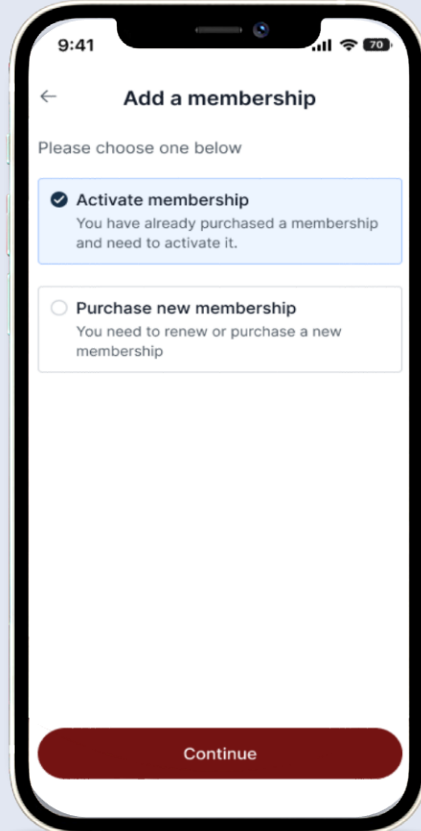 9:41
70
Add a membership
Please choose one below
Activate membership
You have already purchased a membership
and need to activate it.
Purchase new membership
You need to renew or purchase a new
membership
Continue